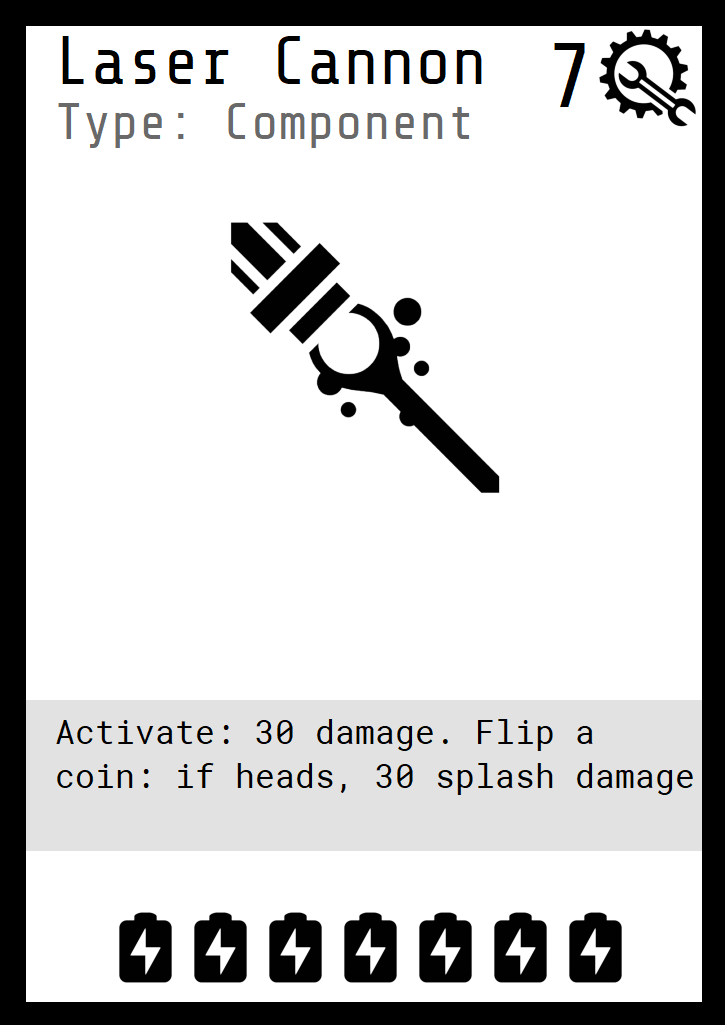 Laser Cannon 7
Type: Component
Activate: 30 damage. Flip a
coin: if heads, 30 splash damage